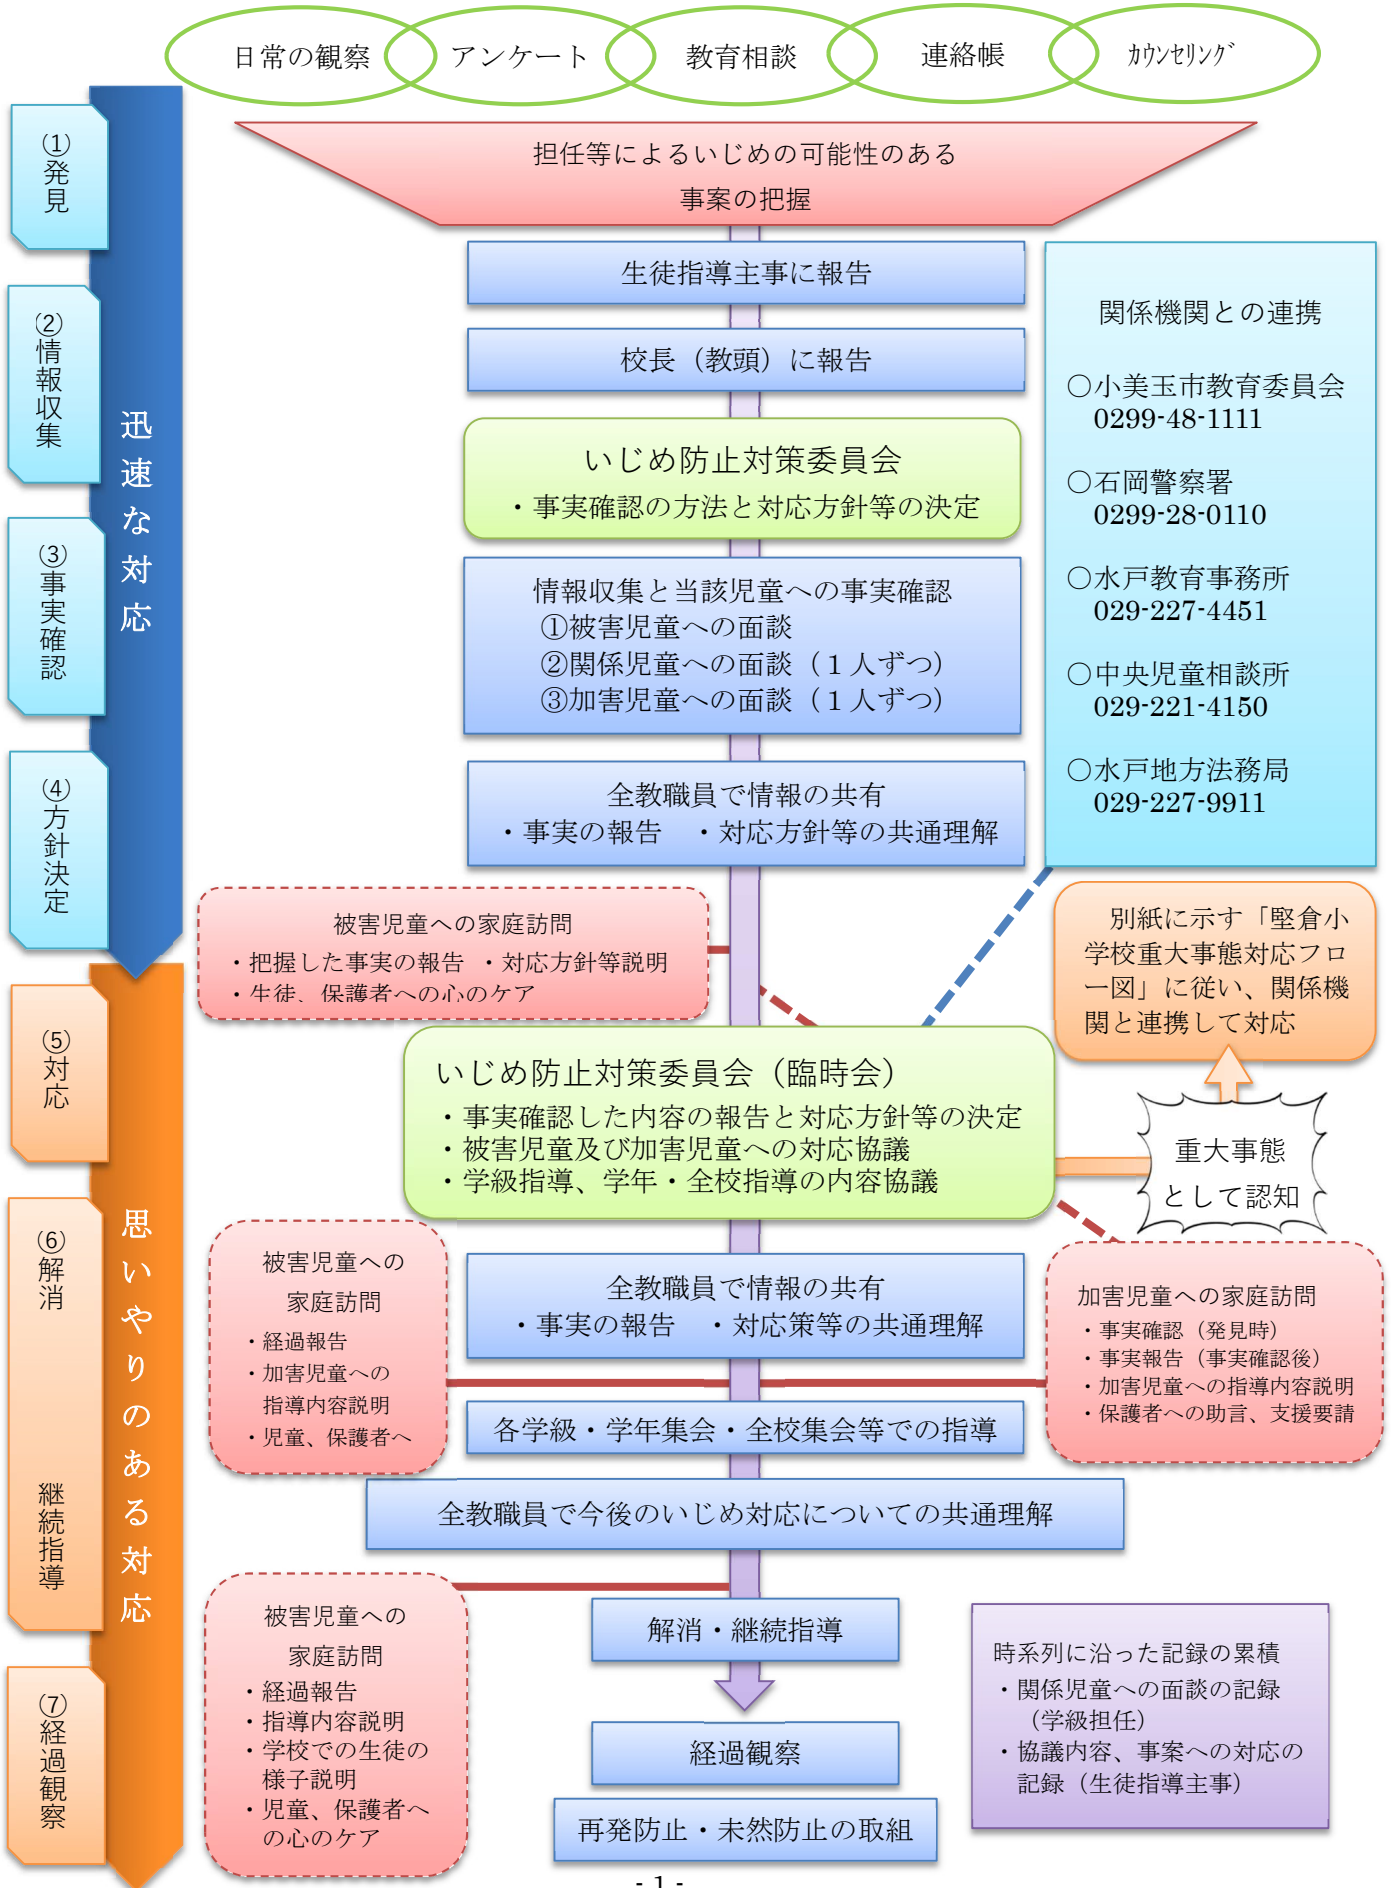 日常の観察
アンケート
教育相談
連絡帳
ｶｳﾝｾﾘﾝｸﾞ
①発見
②情報収集
③事実確認
④方針決定
迅速な対応
⑤対応
⑥解消
継続指導
⑦経過観察
思いやりのある対応
担任等によるいじめの可能性のある
事案の把握
生徒指導主事に報告
校長（教頭）に報告
いじめ防止対策委員会
・事実確認の方法と対応方針等の決定
情報収集と当該児童への事実確認
①被害児童への面談
②関係児童への面談（１人ずつ）
③加害児童への面談（１人ずつ）
全教職員で情報の共有
・事実の報告　・対応方針等の共通理解
関係機関との連携
○小美玉市教育委員会
0299-48-1111
○石岡警察署
0299-28-0110
○水戸教育事務所
029-227-4451
○中央児童相談所
029-221-4150
○水戸地方法務局
029-227-9911
被害児童への家庭訪問
・把握した事実の報告　・対応方針等説明
・生徒、保護者への心のケア
別紙に示す「堅倉小
学校重大事態対応フロ
ー図」に従い、関係機
関と連携して対応
いじめ防止対策委員会（臨時会）
・事実確認した内容の報告と対応方針等の決定
・被害児童及び加害児童への対応協議
・学級指導、学年・全校指導の内容協議
重大事態
として認知
被害児童への
家庭訪問
・経過報告
・加害児童への
指導内容説明
・児童、保護者へ
全教職員で情報の共有
・事実の報告　・対応策等の共通理解
加害児童への家庭訪問
・事実確認（発見時）
・事実報告（事実確認後）
・加害児童への指導内容説明
・保護者への助言、支援要請
各学級・学年集会・全校集会等での指導
全教職員で今後のいじめ対応についての共通理解
被害児童への
家庭訪問
・経過報告
・指導内容説明
・学校での生徒の
様子説明
・児童、保護者へ
の心のケア
解消・継続指導
経過観察
再発防止・未然防止の取組
時系列に沿った記録の累積
・関係児童への面談の記録
（学級担任）
・協議内容、事案への対応の
記録（生徒指導主事）
- 1 -